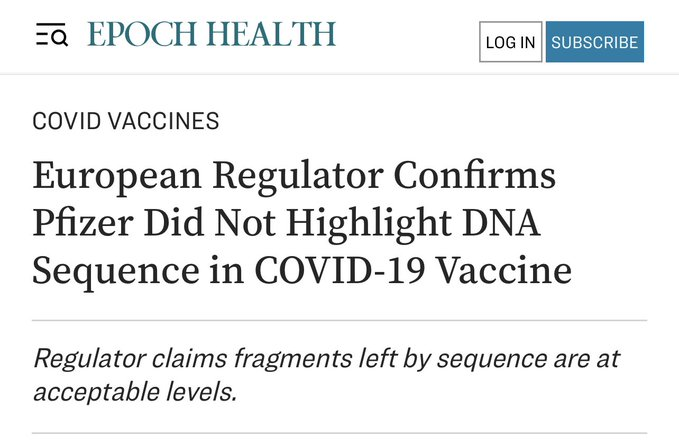 EPOCH HEALTH
LOG IN
SUBSCRIBE
COVID VACCINES
European Regulator Confirms
Pfizer Did Not Highlight DNA
Sequence in COVID-19 Vaccine
Regulator claims fragments left by sequence are at
acceptable levels.